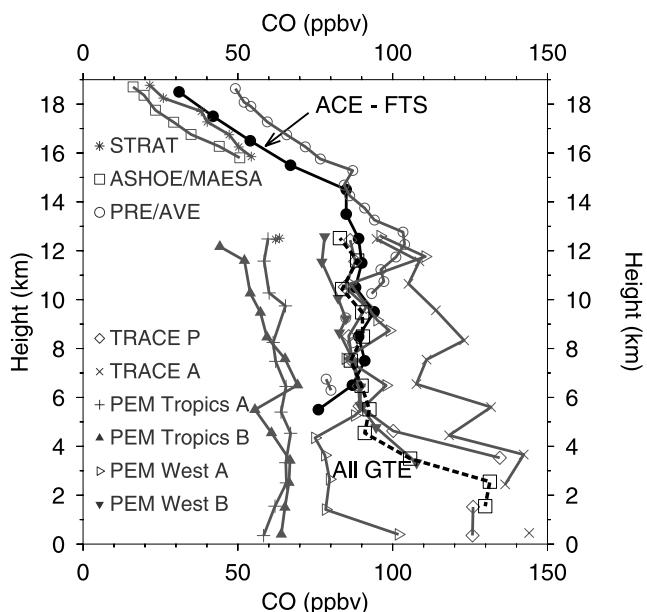 CO (ppbv)
0 50 100 150
18 18
ACE - FTS
16 16
STRAT
ASHOE/MAESA
PRE/AVE
14 14
12 12
Height (km) Height (km)
10 10
8 8
TRACE P
TRACE A
6 6
PEM Tropics A
PEM Tropics B
4 4
PEM West A
All GTE
PEM West B
2 2
0 0
0 50 100 150
CO (ppbv)